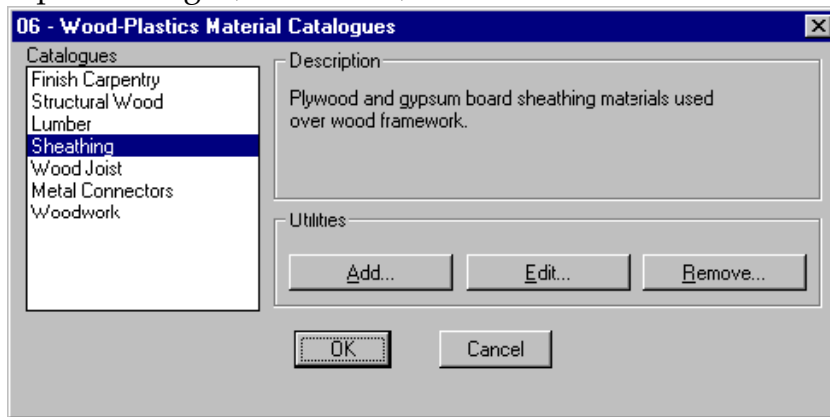 06 - Wood-Plastics Material Catalogues
Catalogues
Finish Carpentry
Structural Wood
Lumber
Sheathing
Wood Joist
Metal Connectors
Woodwork
Description
Plywood and gypsum board sheathing materials used
over wood framework.
Utilities
Add...
Edit...
Remove...
OK
Cancel